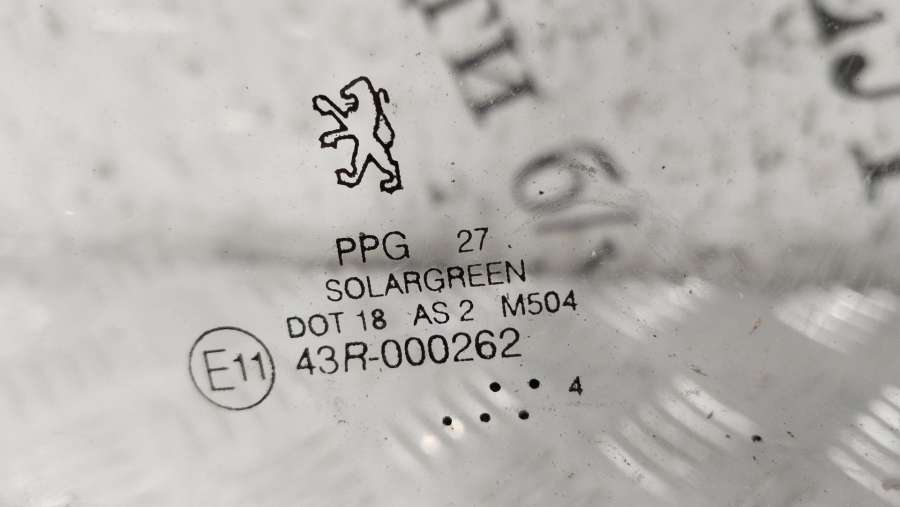 PPG 27
SOLARGREEN
DOT 18 AS 2 M504
E11 43R-000262
4